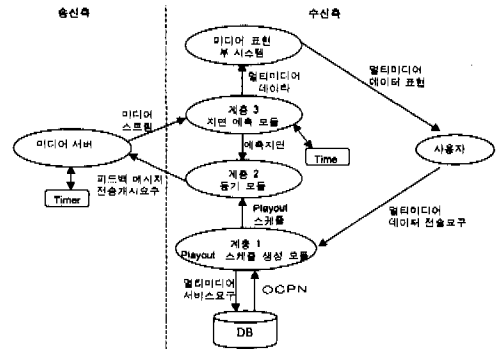 송신측
수신측
미디어 표현
부 시스템
멀티미디어
데이타
멀티미디어
데이터 표현
미디어
스트림
계층 3
지연 예측 모듈
미디어 서버
예측지연
Time
사용자
계층 2
동기 모듈
피드백 메시지
전송개시요구
Timer
Playout
스케쥴
멀티미디어
데이터 전송요구
계층 1
Playout 스케쥴 생성 모듈
멀티미디어
서비스요구
OCPN
DB